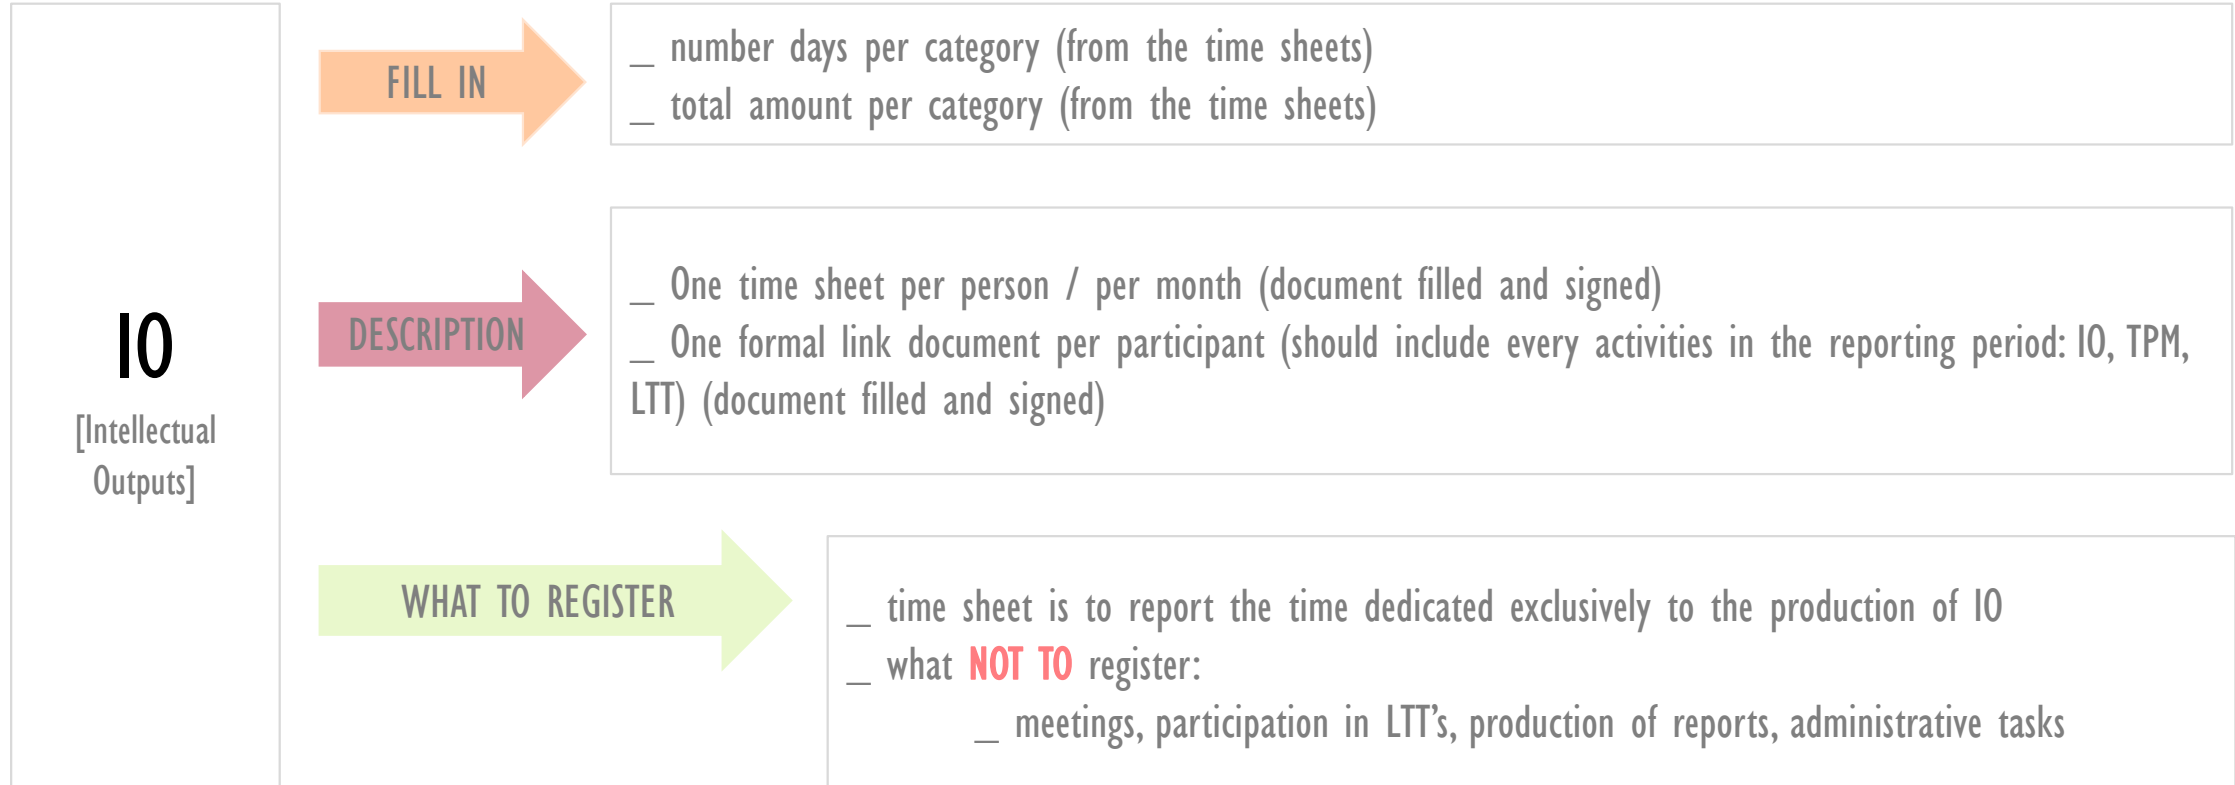 IO
[Intellectual
Outputs]
FILL IN
_ number days per category (from the time sheets)
_ total amount per category (from the time sheets)
DESCRIPTION
_ One time sheet per person / per month (document filled and signed)
_ One formal link document per participant (should include every activities in the reporting period: IO, TPM,
LTT) (document filled and signed)
WHAT TO REGISTER
_ time sheet is to report the time dedicated exclusively to the production of IO
_ what NOT TO register:
_ meetings, participation in LTT's, production of reports, administrative tasks